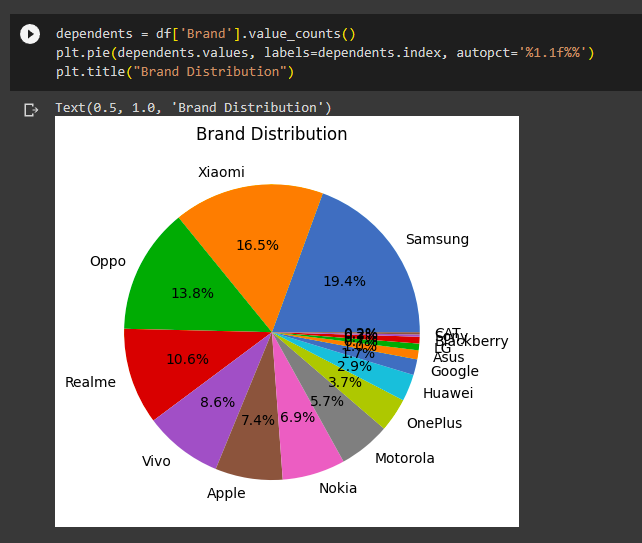 dependents = df['Brand'].value_counts()
plt.pie(dependents.values, labels=dependents.index, autopct='%1.1f%%')
plt.title("Brand Distribution")
Text(0.5, 1.0, 'Brand Distribution')
Brand Distribution
Xiaomi
Samsung
16.5%
19.4%
Oppo
13.8%
CAT
Sony
Blackberry
LG
Asus
1.7%
Google
10.6%
2.9%
Realme
3.7%
Huawei
8.6%
5.7%
7.4%
6.9%
OnePlus
Vivo
Motorola
Apple
Nokia